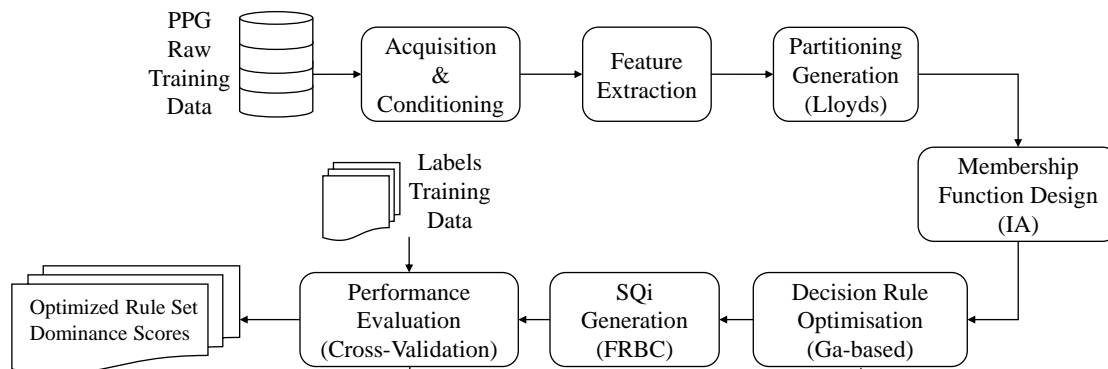 PPG
Raw
Training
Data
Acquisition
&
Conditioning
Feature
Extraction
Partitioning
Generation
(Lloyds)
Membership
Function Design
(IA)
Labels
Training
Data
Optimized Rule Set
Dominance Scores
Performance
Evaluation
(Cross-Validation)
SQi
Generation
(FRBC)
Decision Rule
Optimisation
(Ga-based)